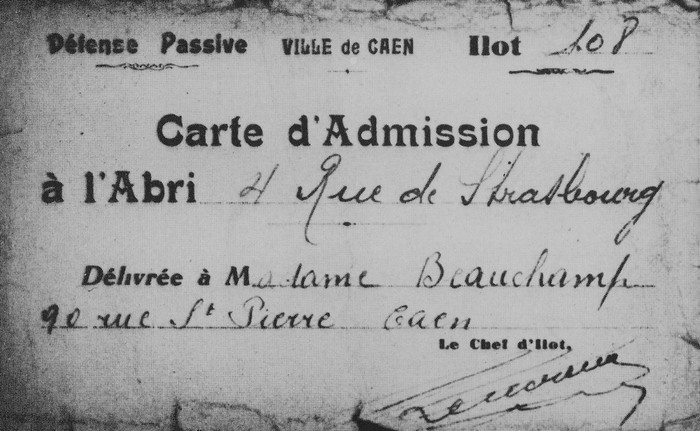 Défense Passive VILLE de CAEN Ilot 108
Carte d'Admission
à l'Abri 4 Rue de Strasbourg
Délivrée à Madame Beauchamp
90 rue St Pierre Caen
Le Chef d'Ilot,